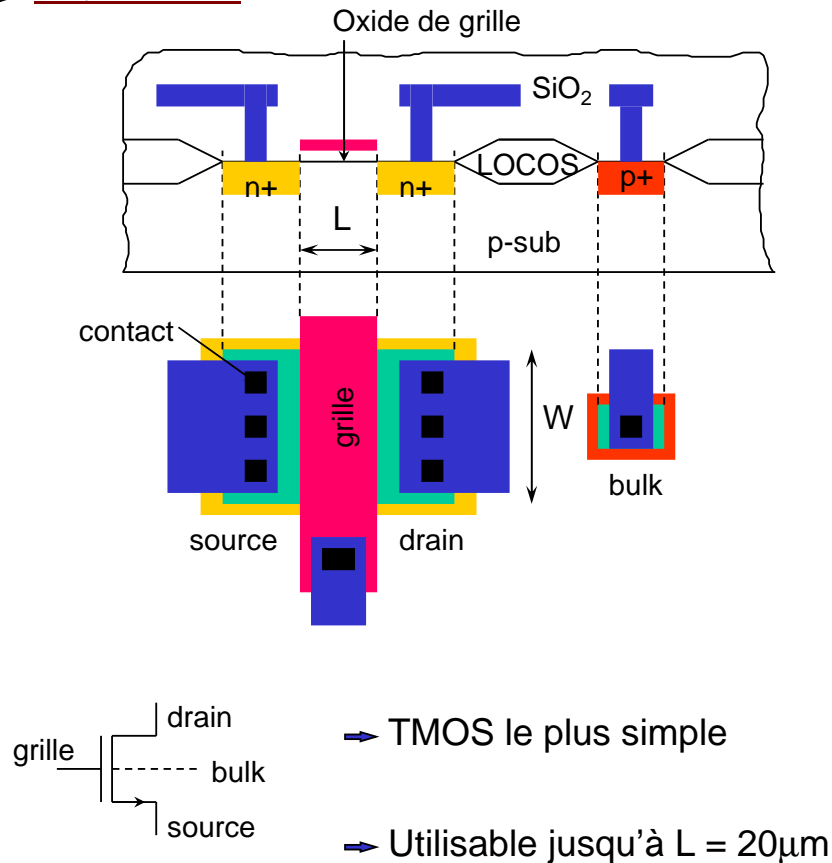 Oxide de grille
SiO₂
LOCOS
n+
n+
p+
L
p-sub
contact
grille
W
bulk
source
drain
drain
grille
bulk
source
TMOS le plus simple
Utilisable jusqu'à L = 20μm